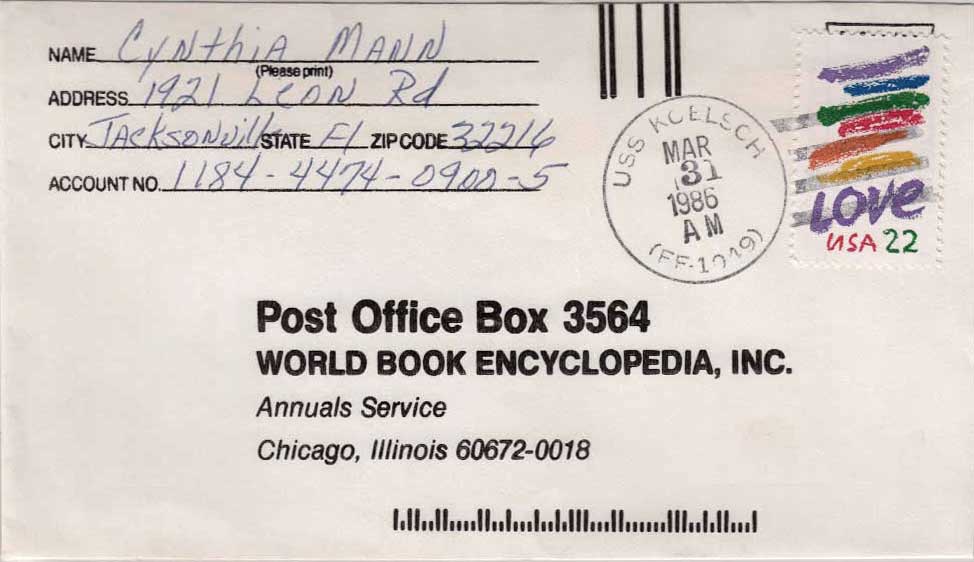 NAME Cynthia Mann
(Please print)
ADDRESS 1921 Leon Rd
CITY Jacksonville STATE Fl ZIP CODE 32216
ACCOUNT NO. 1184-4474-0900-5
USS KOELSCH
MAR
31
1986
AM
(FF-1049)
LOVE
USA 22
Post Office Box 3564
WORLD BOOK ENCYCLOPEDIA, INC.
Annuals Service
Chicago, Illinois 60672-0018